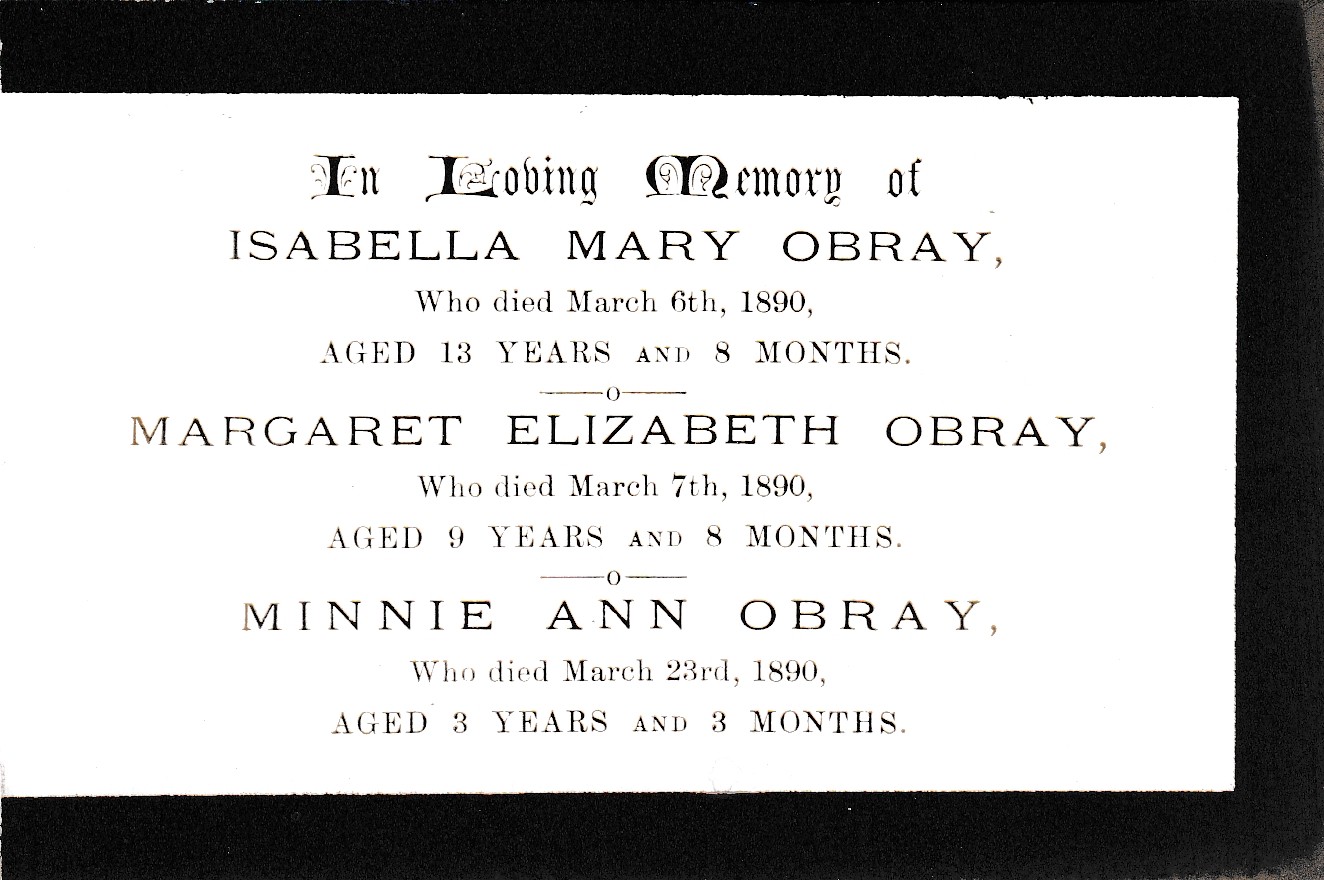 In Loving Memory of
ISABELLA MARY OBRAY,
Who died March 6th, 1890,
AGED 13 YEARS AND 8 MONTHS.
——o——
MARGARET ELIZABETH OBRAY,
Who died March 7th, 1890,
AGED 9 YEARS AND 8 MONTHS.
——o——
MINNIE ANN OBRAY,
Who died March 23rd, 1890,
AGED 3 YEARS AND 3 MONTHS.